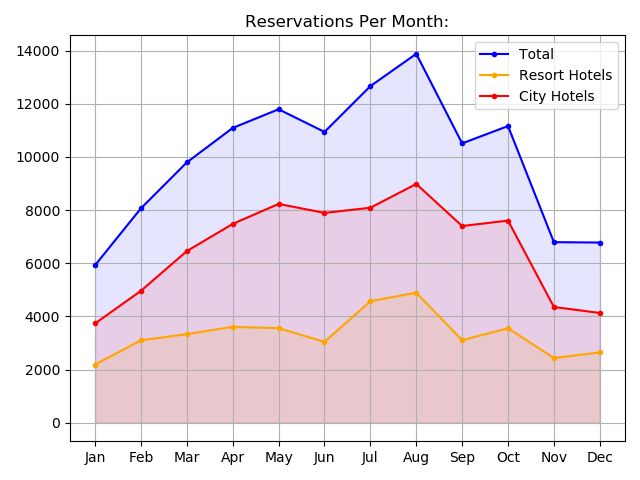 Reservations Per Month:
Total
Resort Hotels
City Hotels
14000
12000
10000
8000
6000
4000
2000
0
Jan Feb Mar Apr May Jun Jul Aug Sep Oct Nov Dec